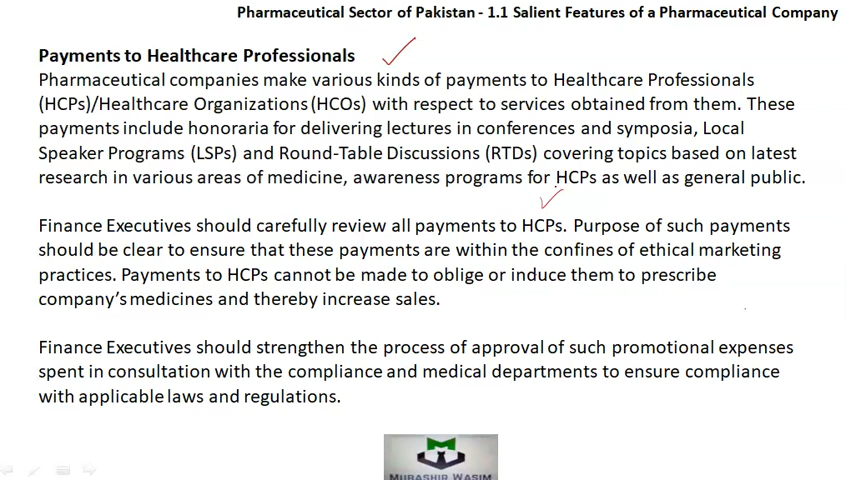 Pharmaceutical Sector of Pakistan - 1.1 Salient Features of a Pharmaceutical Company
Payments to Healthcare Professionals
Pharmaceutical companies make various kinds of payments to Healthcare Professionals
(HCPs)/Healthcare Organizations (HCOs) with respect to services obtained from them. These
payments include honoraria for delivering lectures in conferences and symposia, Local
Speaker Programs (LSPs) and Round-Table Discussions (RTDs) covering topics based on latest
research in various areas of medicine, awareness programs for HCPs as well as general public.
Finance Executives should carefully review all payments to HCPs. Purpose of such payments
should be clear to ensure that these payments are within the confines of ethical marketing
practices. Payments to HCPs cannot be made to oblige or induce them to prescribe
company's medicines and thereby increase sales.
Finance Executives should strengthen the process of approval of such promotional expenses
spent in consultation with the compliance and medical departments to ensure compliance
with applicable laws and regulations.
MUBASHIR WASIM